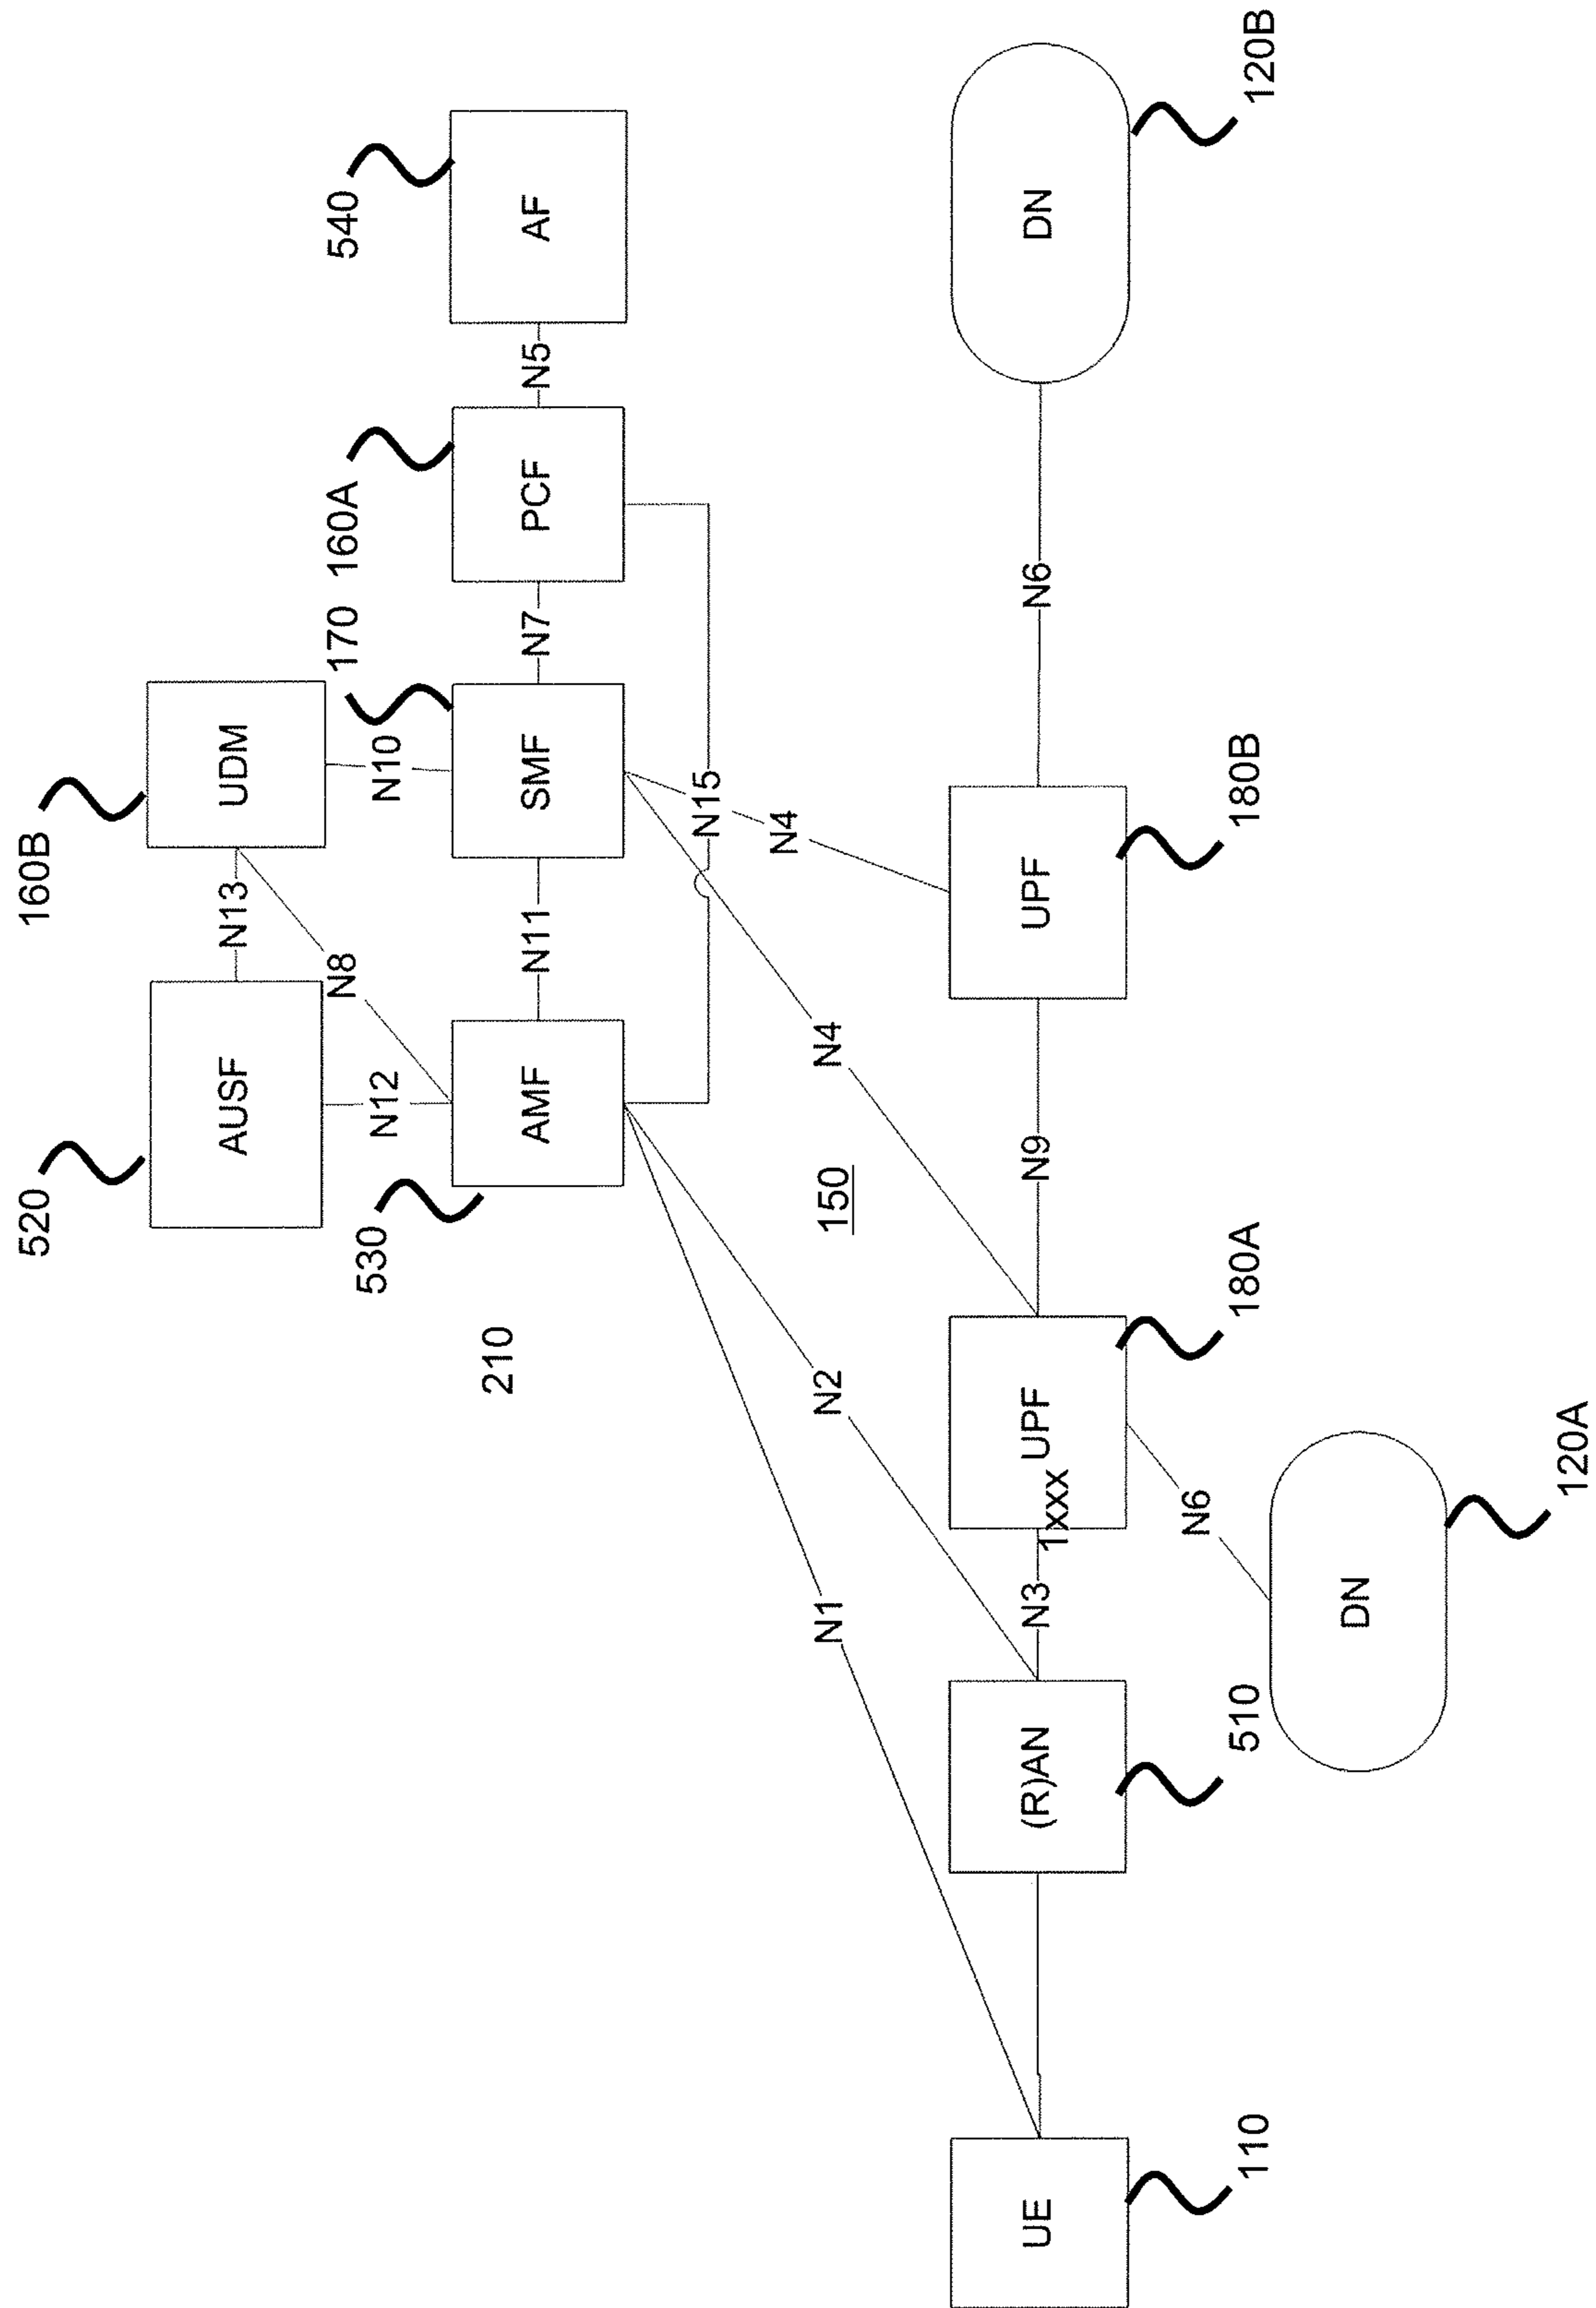 160B
520
UDM
N13
AUSF
540
170 160A
N10
N8
N12
530
AF
N5
PCF
N7
SMF
N11
AMF
210
N15
N4
N4
150
N2
N1
DN
N6
UPF
N9
UPF
1xxx
N3
(R)AN
UE
120B
180B
180A
N6
510
110
DN
120A